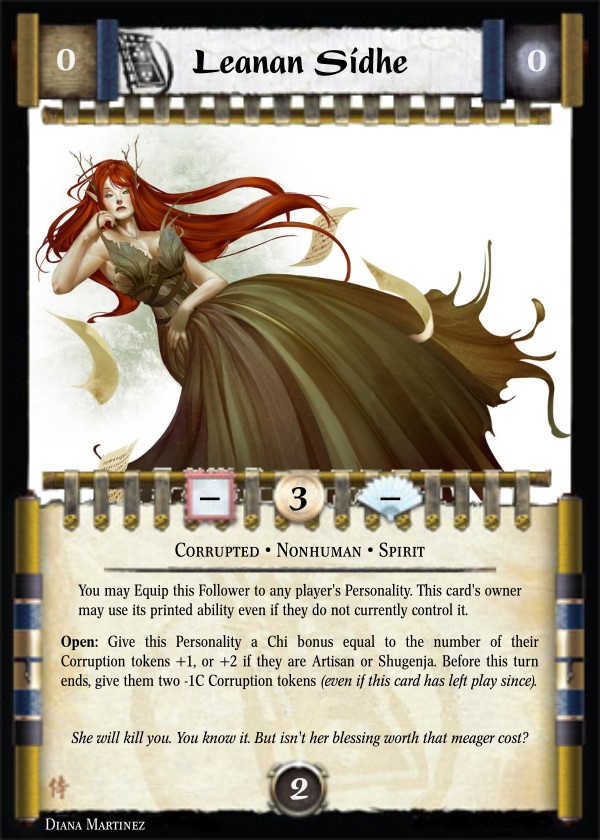 0
Leanan Sídhe
0
–
3
–
Corrupted • Nonhuman • Spirit
You may Equip this Follower to any player's Personality. This card's owner
may use its printed ability even if they do not currently control it.
Open: Give this Personality a Chi bonus equal to the number of their
Corruption tokens +1, or +2 if they are Artisan or Shugenja. Before this turn
ends, give them two -1C Corruption tokens (even if this card has left play since).
She will kill you. You know it. But isn't her blessing worth that meager cost?
2
侍
Diana Martinez